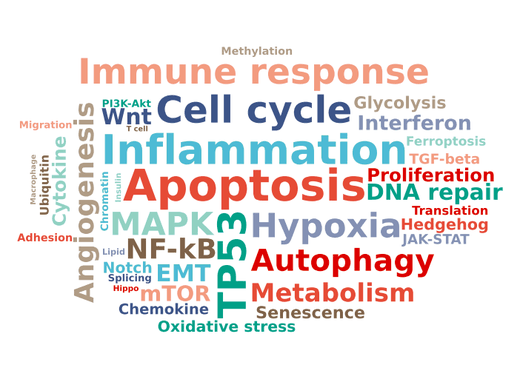 Methylation
Immune response
PI3K-Akt
Cell cycle
Glycolysis
Wnt
T cell
Interferon
Migration
Angiogenesis
Inflammation
Ferroptosis
TGF-beta
Macrophage
Ubiquitin
Cytokine
Chromatin
Insulin
Apoptosis
Proliferation
DNA repair
Translation
MAPK
TP53
Hypoxia
Hedgehog
JAK-STAT
Adhesion
Lipid
NF-kB
Autophagy
Notch
EMT
Splicing
Hippo
mTOR
Metabolism
Chemokine
Senescence
Oxidative stress